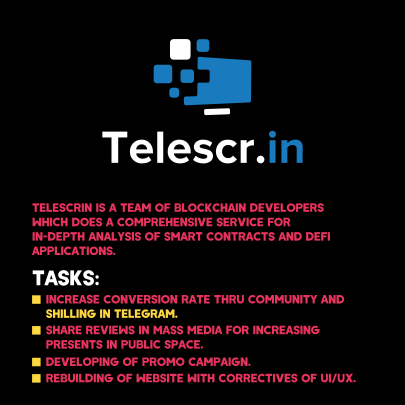 Telescr.in
TELESCRIN IS A TEAM OF BLOCKCHAIN DEVELOPERS
WHICH DOES A COMPREHENSIVE SERVICE FOR
IN-DEPTH ANALYSIS OF SMART CONTRACTS AND DEFI
APPLICATIONS.
TASKS:
INCREASE CONVERSION RATE THRU COMMUNITY AND
SHILLING IN TELEGRAM.
SHARE REVIEWS IN MASS MEDIA FOR INCREASING
PRESENTS IN PUBLIC SPACE.
DEVELOPING OF PROMO CAMPAIGN.
REBUILDING OF WEBSITE WITH CORRECTIVES OF UI/UX.